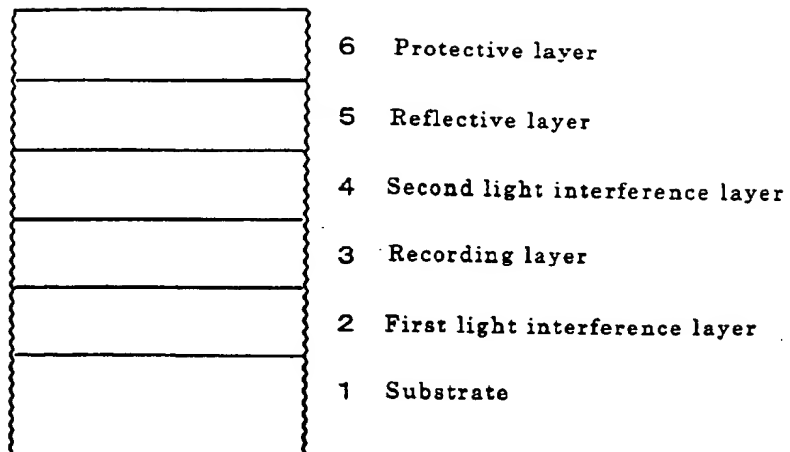 6 Protective layer
5 Reflective layer
4 Second light interference layer
3 Recording layer
2 First light interference layer
1 Substrate